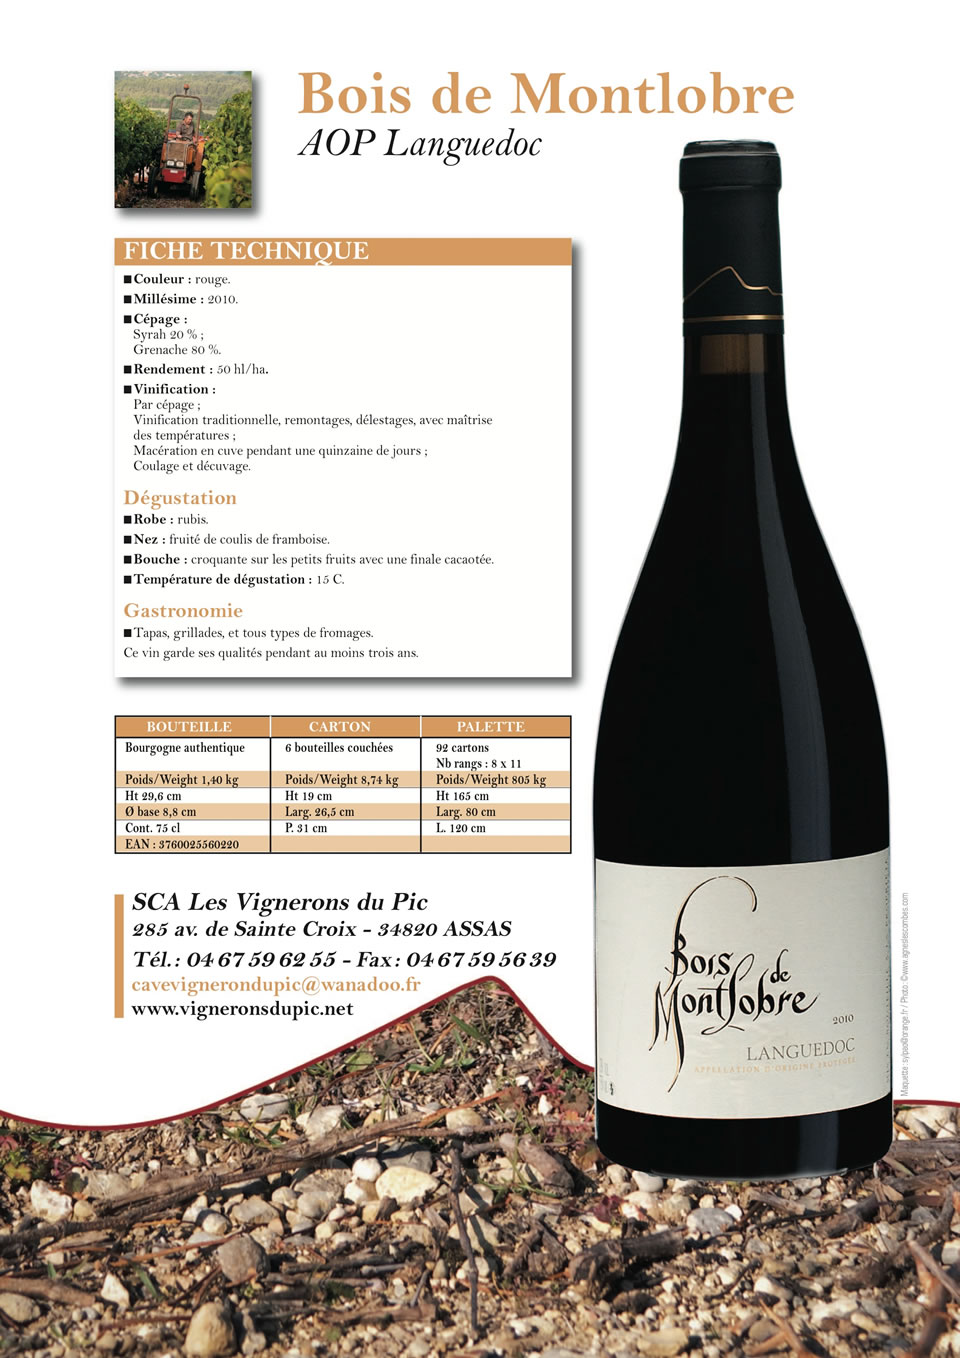 Bois de Montlobre
AOP Languedoc
FICHE TECHNIQUE
■ Couleur : rouge.
■ Millésime : 2010.
■ Cépage :
Syrah 20 % ;
Grenache 80 %.
■ Rendement : 50 hl/ha.
■ Vinification :
Par cépage ;
Vinification traditionnelle, remontages, délestages, avec maîtrise
des températures ;
Macération en cuve pendant une quinzaine de jours ;
Coulage et décuvage.
Dégustation
■ Robe : rubis.
■ Nez : fruité de coulis de framboise.
■ Bouche : croquante sur les petits fruits avec une finale cacaotée.
■ Température de dégustation : 15 C.
Gastronomie
■ Tapas, grillades, et tous types de fromages.
Ce vin garde ses qualités pendant au moins trois ans.
BOUTEILLE CARTON PALETTE
Bourgogne authentique 6 bouteilles couchées 92 cartons
Nb rangs : 8 x 11
Poids/Weight 1,40 kg Poids/Weight 8,74 kg Poids/Weight 805 kg
Ht 29,6 cm Ht 19 cm Ht 165 cm
Ø base 8,8 cm Larg. 26,5 cm Larg. 80 cm
Cont. 75 cl P. 31 cm L. 120 cm
EAN : 3760025560220
SCA Les Vignerons du Pic
285 av. de Sainte Croix - 34820 ASSAS
Tél. : 04 67 59 62 55 - Fax : 04 67 59 56 39
cavevignerondupic@wanadoo.fr
www.vigneronsdupic.net
Bois de
Montlobre
2010
LANGUEDOC
APPELLATION D'ORIGINE PROTÉGÉE
Maquette : sylpao@orange.fr / Photo : ©www.agneslescombes.com